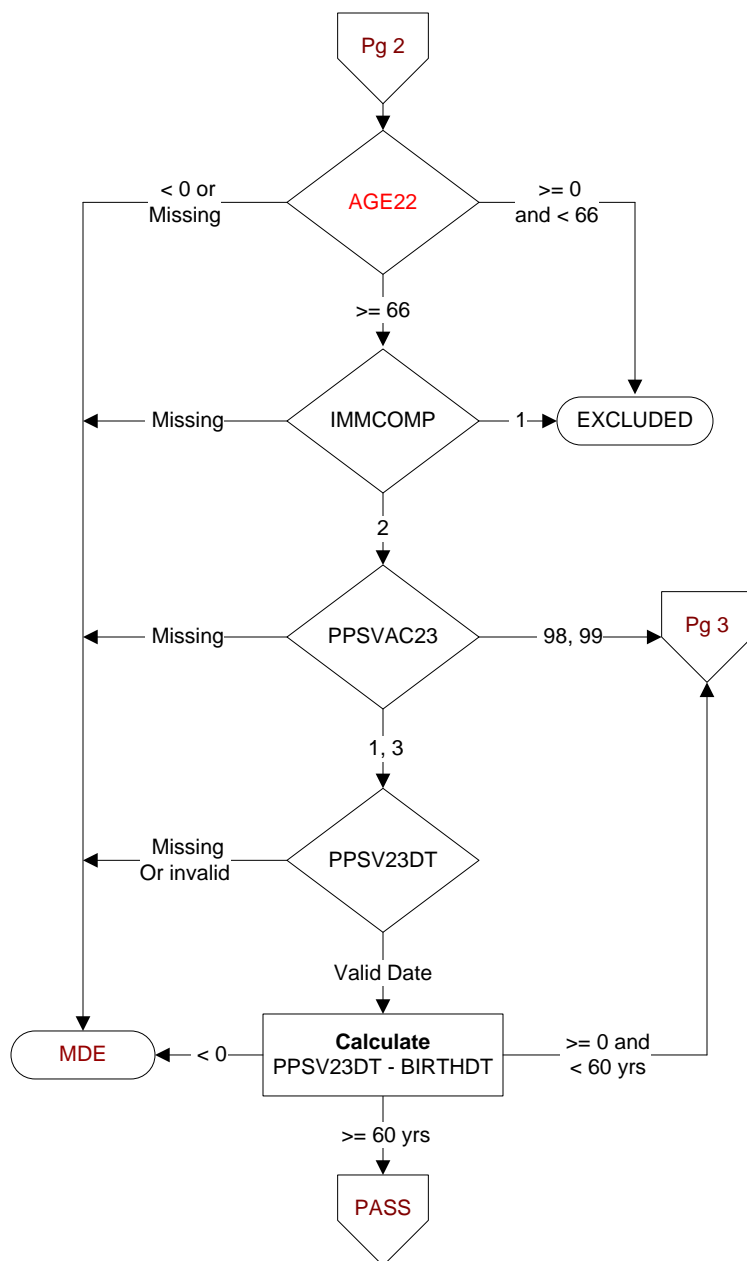 Pg 2
< 0 or
Missing
AGE22
>= 0
and < 66
>= 66
Missing
IMMCOMP
1
EXCLUDED
2
Missing
PPSVAC23
98, 99
Pg 3
1, 3
Missing
Or invalid
PPSV23DT
Valid Date
MDE
< 0
Calculate
PPSV23DT - BIRTHDT
>= 0 and
< 60 yrs
>= 60 yrs
PASS